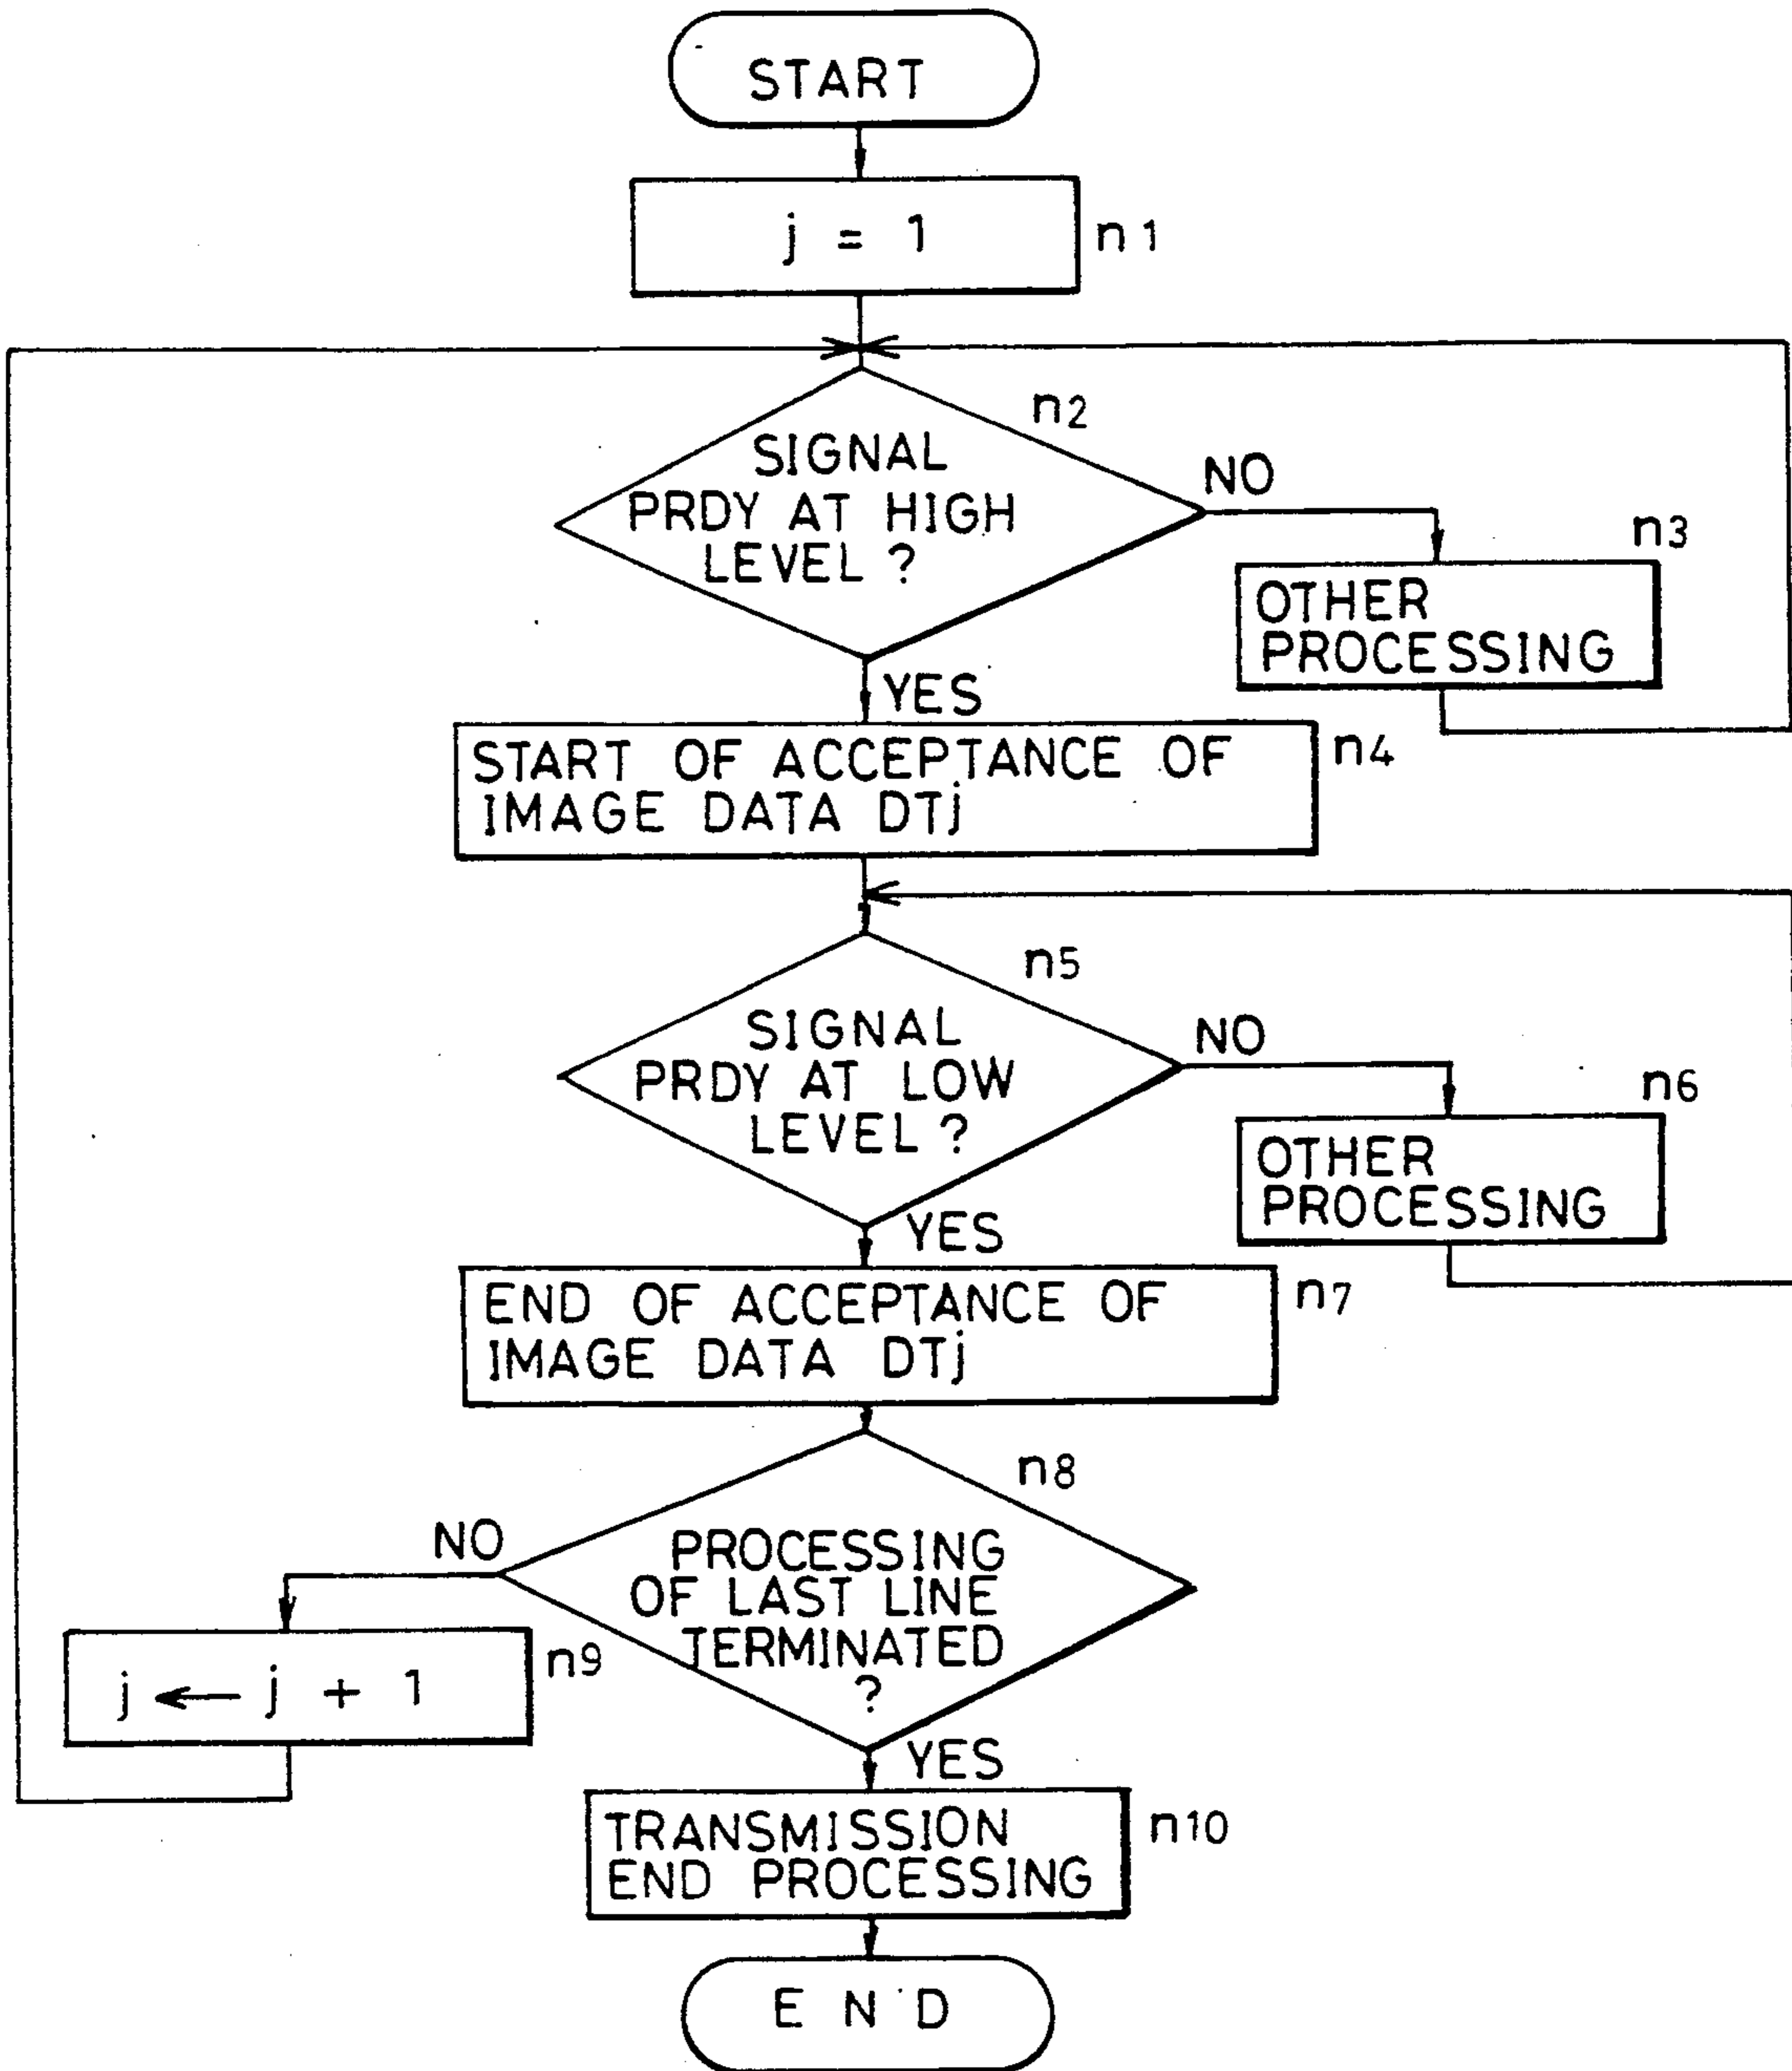 START
j = 1
n1
n2
SIGNAL
PRDY AT HIGH
LEVEL ?
NO
n3
OTHER
PROCESSING
YES
START OF ACCEPTANCE OF
IMAGE DATA DTj
n4
n5
SIGNAL
PRDY AT LOW
LEVEL ?
NO
n6
OTHER
PROCESSING
YES
END OF ACCEPTANCE OF
IMAGE DATA DTj
n7
n8
PROCESSING
OF LAST LINE
TERMINATED
?
NO
j ← j + 1
n9
YES
TRANSMISSION
END PROCESSING
n10
END